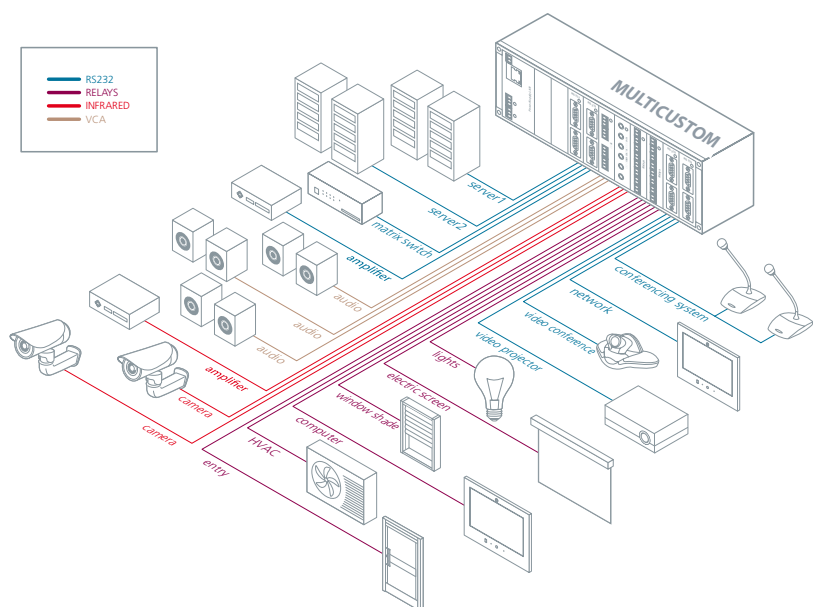 RS232
RELAYS
INFRARED
VCA
MULTICUSTOM
server1
server2
matrix switch
amplifier
audio
audio
audio
amplifier
camera
camera
conferencing system
network
video conference
video projector
lights
electric screen
window shade
computer
HVAC
entry